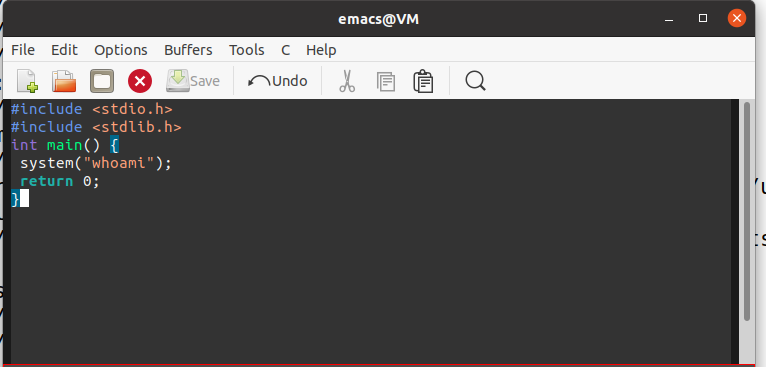 emacs@VM
File Edit Options Buffers Tools C Help
Save Undo
#include <stdio.h>
#include <stdlib.h>
int main() {
 system("whoami");
 return 0;
}